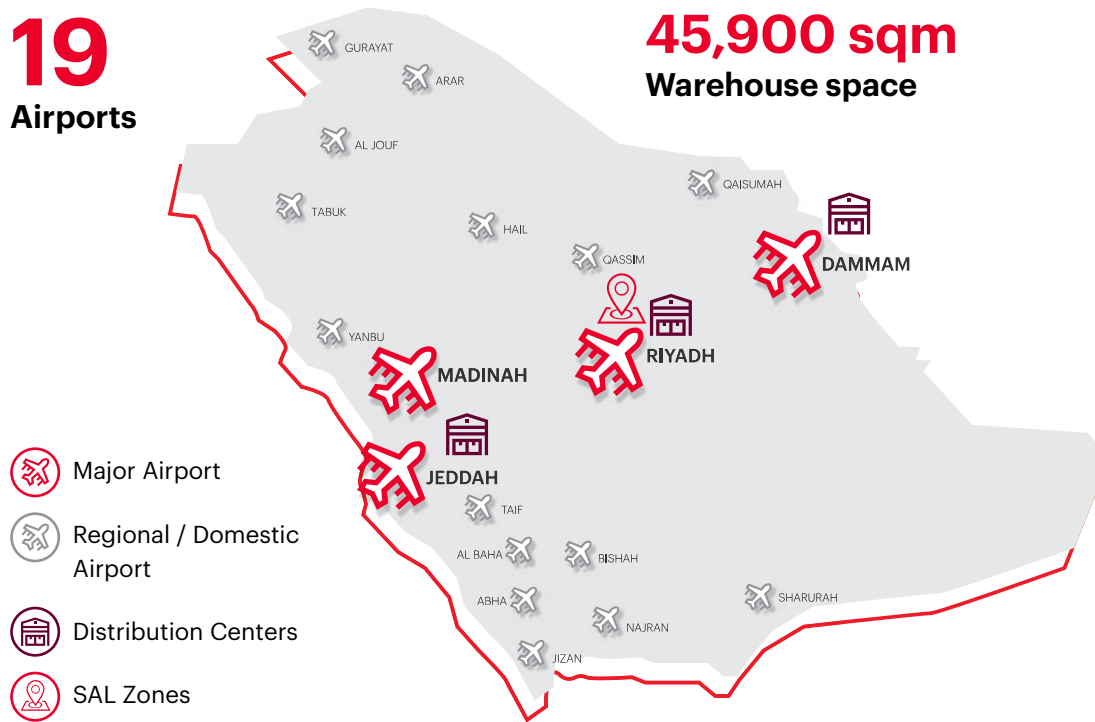 19
Airports
45,900 sqm
Warehouse space
GURAYAT
ARAR
AL JOUF
QAISUMAH
TABUK
HAIL
QASSIM
DAMMAM
YANBU
RIYADH
MADINAH
JEDDAH
TAIF
AL BAHA
BISHAH
ABHA
SHARURAH
NAJRAN
JIZAN
Major Airport
Regional / Domestic
Airport
Distribution Centers
SAL Zones